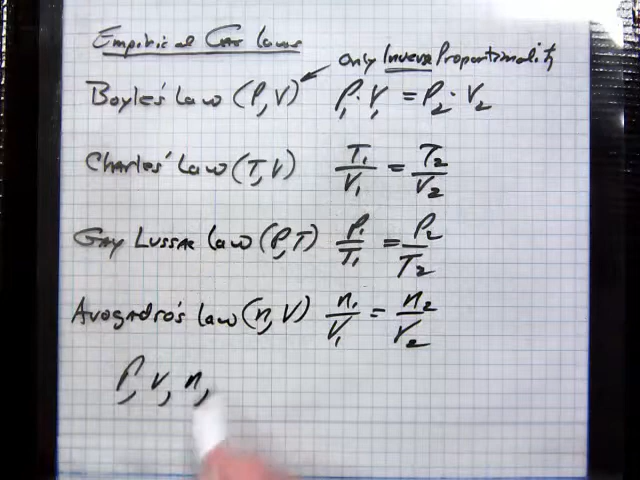 Empirical Gas Laws
only Inverse Proportionality
Boyle's Law (P, V) P₁ · V₁ = P₂ · V₂
Charles' Law (T, V) T₁/V₁ = T₂/V₂
Gay Lussac Law (P, T) P₁/T₁ = P₂/T₂
Avogadro's Law (n, V) n₁/V₁ = n₂/V₂
P, V, n,